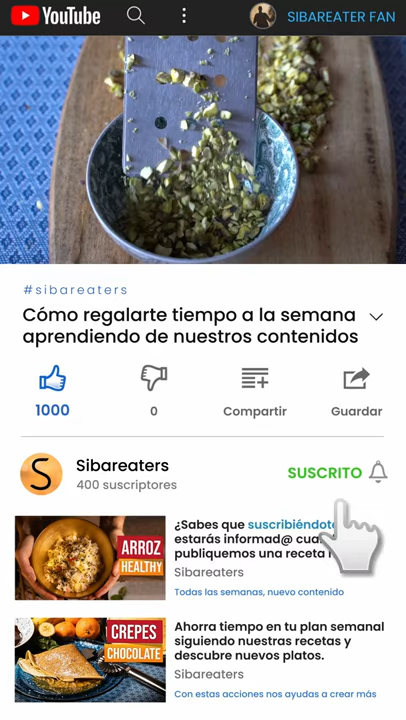 YouTube
SIBAREATER FAN
#sibareaters
Cómo regalarte tiempo a la semana
aprendiendo de nuestros contenidos
1000
0
Compartir
Guardar
S
Sibareaters
400 suscriptores
SUSCRITO
ARROZ
HEALTHY
¿Sabes que suscribiéndote
estarás informad@
publiquemos una receta
Sibareaters
Todas las semanas, nuevo contenido
CREPES
CHOCOLATE
Ahorra tiempo en tu plan semanal
siguiendo nuestras recetas y
descubre nuevos platos.
Sibareaters
Con estas acciones nos ayudas a crear más